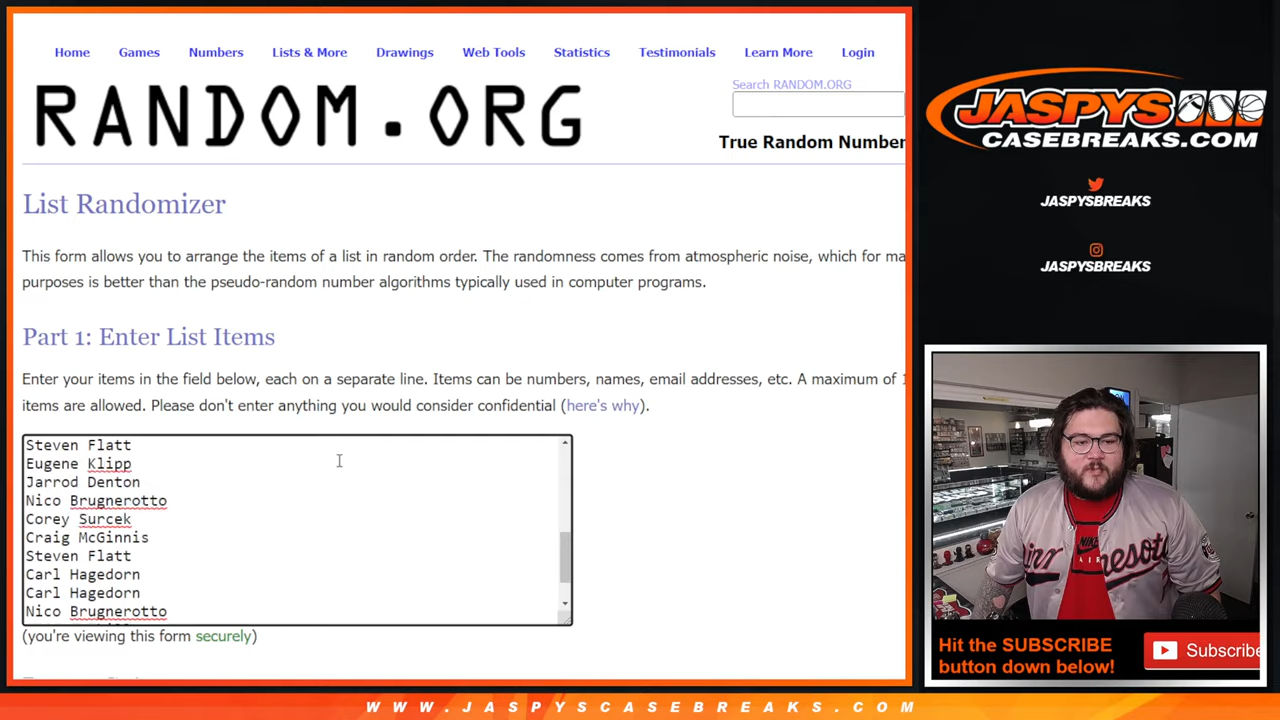 Home Games Numbers Lists & More Drawings Web Tools Statistics Testimonials Learn More Login
RANDOM.ORG
Search RANDOM.ORG
True Random Number
List Randomizer
This form allows you to arrange the items of a list in random order. The randomness comes from atmospheric noise, which for ma
purposes is better than the pseudo-random number algorithms typically used in computer programs.
Part 1: Enter List Items
Enter your items in the field below, each on a separate line. Items can be numbers, names, email addresses, etc. A maximum of 1
items are allowed. Please don't enter anything you would consider confidential (here's why).
Steven Flatt
Eugene Klipp
Jarrod Denton
Nico Brugnerotto
Corey Surcek
Craig McGinnis
Steven Flatt
Carl Hagedorn
Carl Hagedorn
Nico Brugnerotto
(you're viewing this form securely)
JASPYS
CASEBREAKS.COM
JASPYSBREAKS
JASPYSBREAKS
NIKE
AIR
Hit the SUBSCRIBE
button down below!
Subscribe
WWW.JASPYSCASEBREAKS.COM